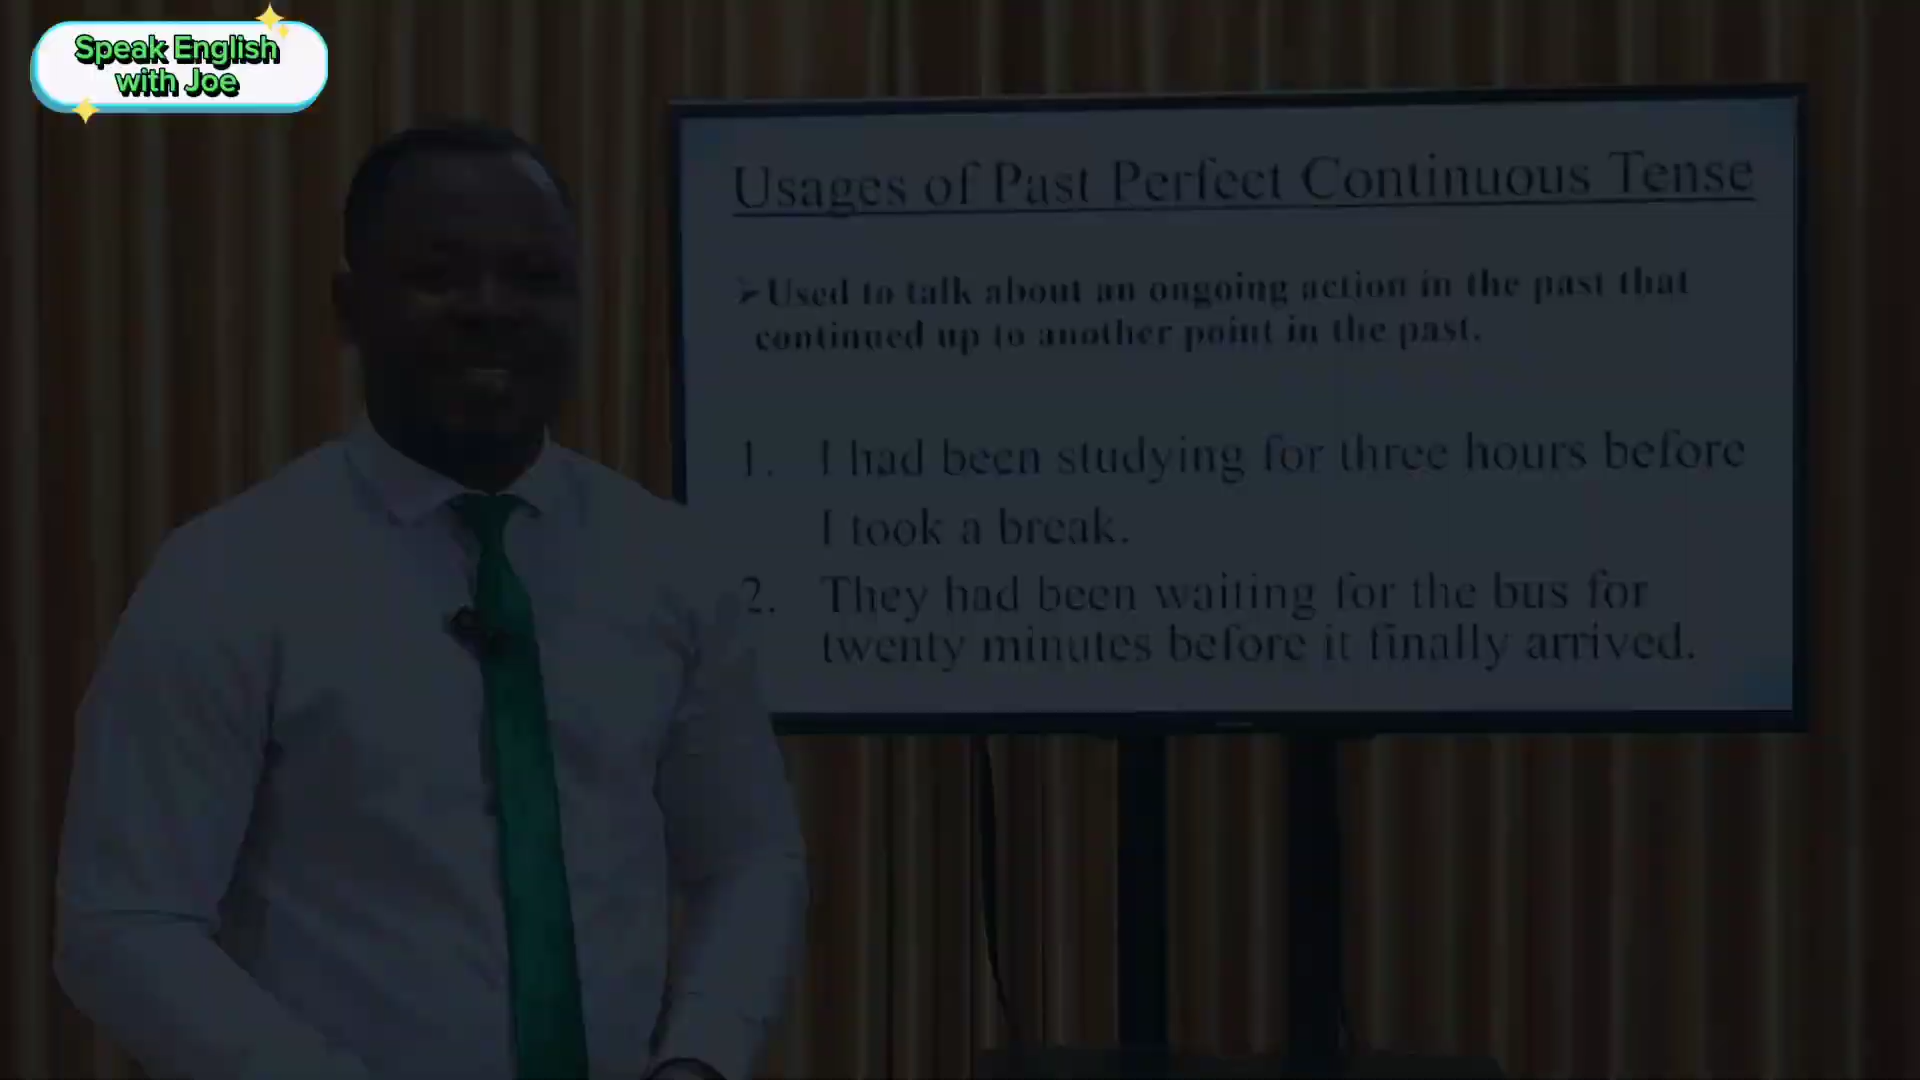 Speak English
with Joe
Usages of Past Perfect Continuous Tense
➤Used to talk about an ongoing action in the past that
continued up to another point in the past.
1. I had been studying for three hours before
I took a break.
2. They had been waiting for the bus for
twenty minutes before it finally arrived.